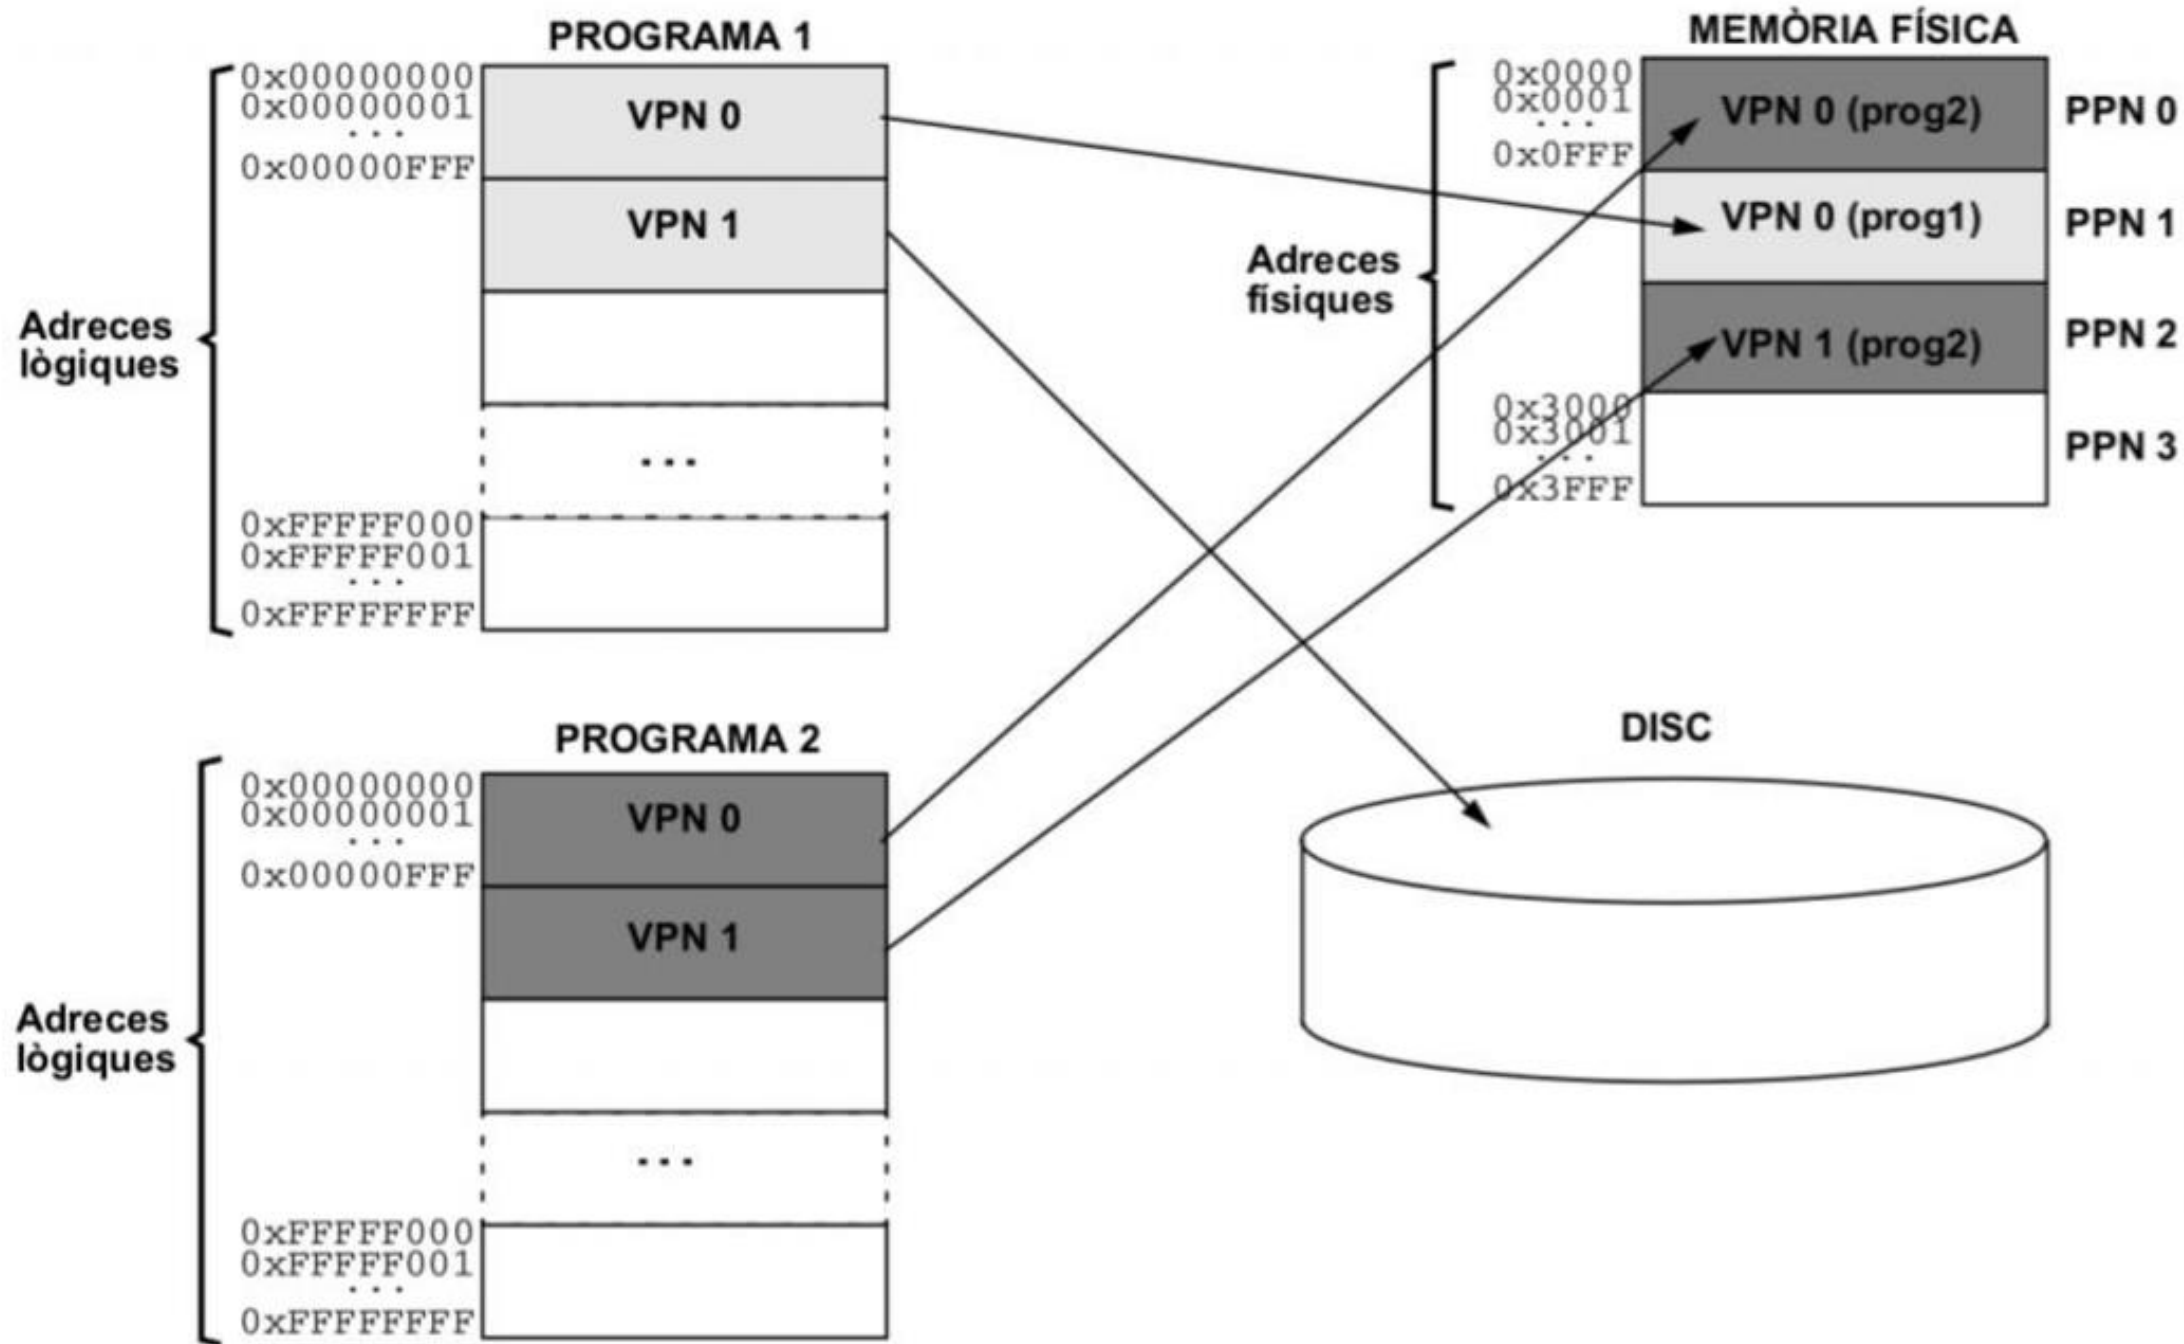 PROGRAMA 1
0x00000000
0x00000001
...
0x00000FFF
VPN 0
VPN 1
Adreces
lògiques
...
0xFFFFF000
0xFFFFF001
...
0xFFFFFFFF
PROGRAMA 2
0x00000000
0x00000001
...
0x00000FFF
VPN 0
VPN 1
Adreces
lògiques
...
0xFFFFF000
0xFFFFF001
...
0xFFFFFFFF
MEMÒRIA FÍSICA
0x0000
0x0001
...
0x0FFF
VPN 0 (prog2)
PPN 0
VPN 0 (prog1)
PPN 1
Adreces
físiques
VPN 1 (prog2)
PPN 2
0x3000
0x3001
...
0x3FFF
PPN 3
DISC